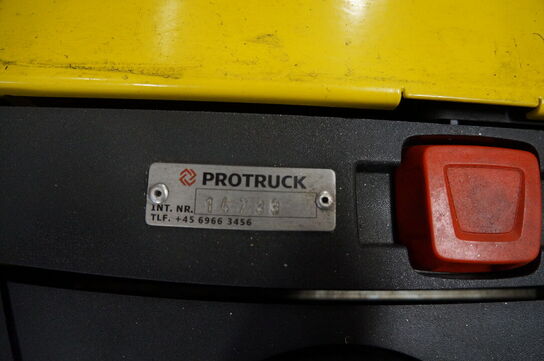 PROTRUCK
INT. NR.
TLF. +45 6966 3456